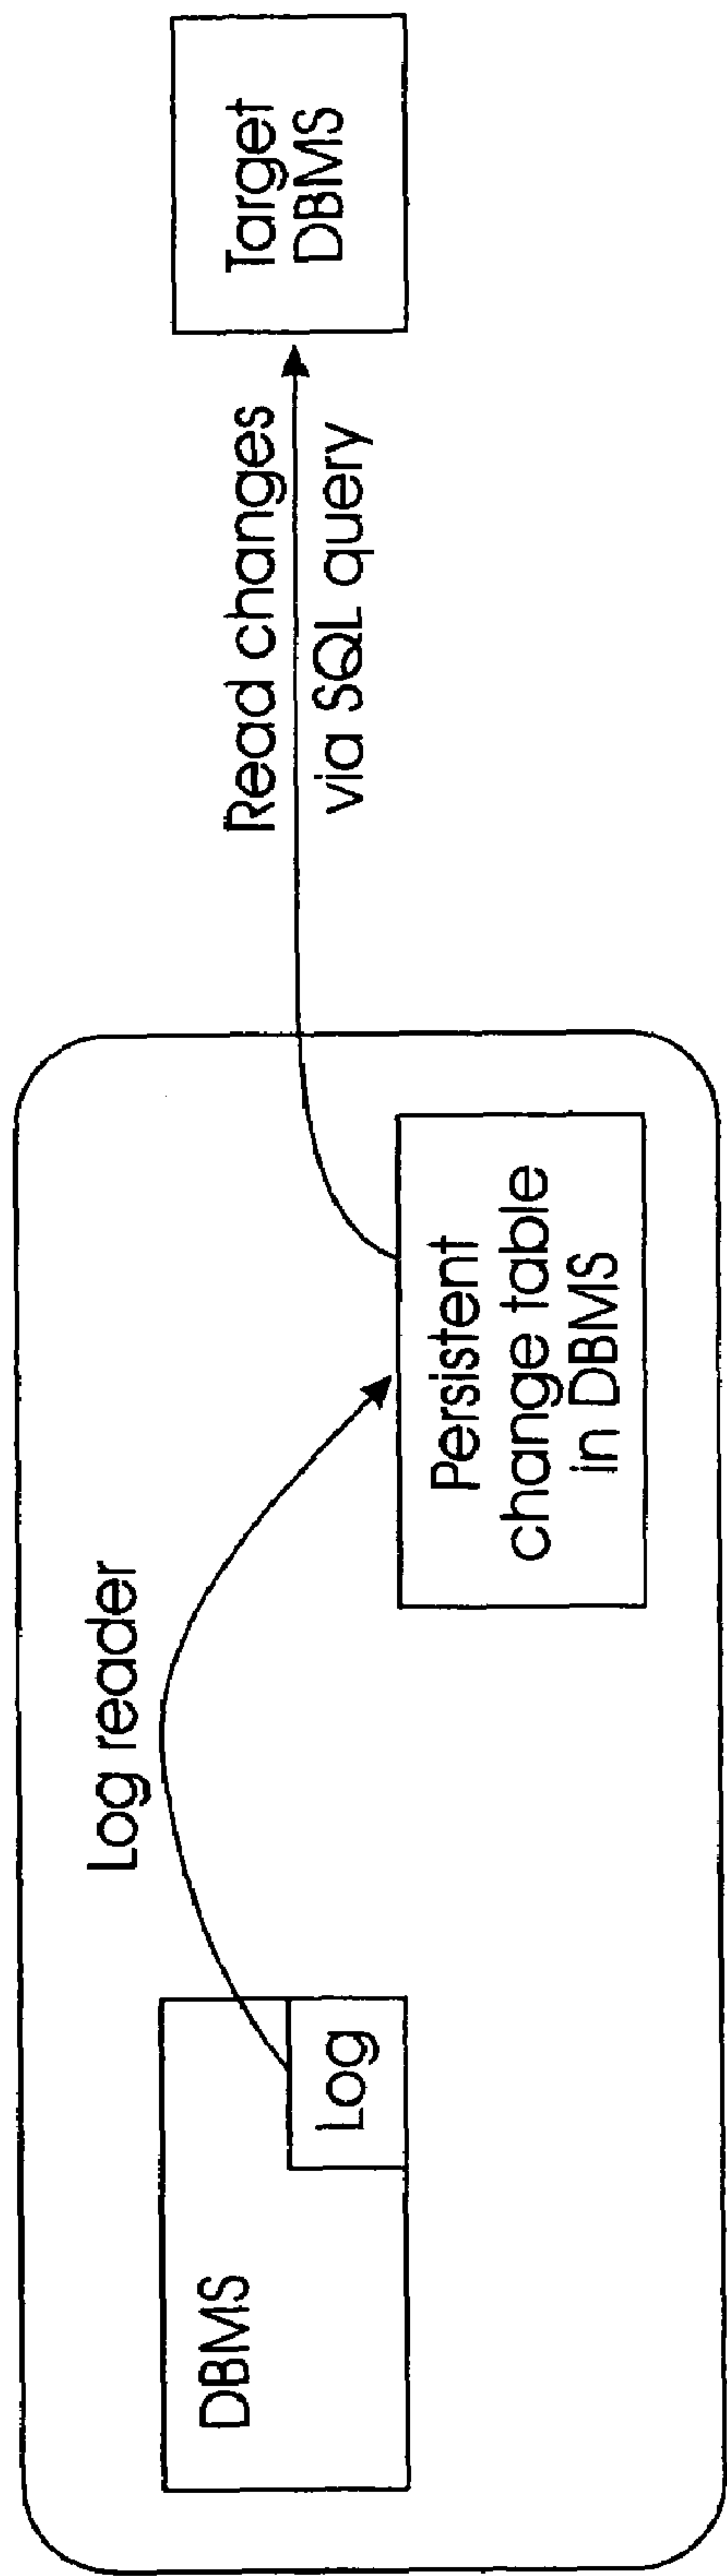 DBMS
Log
Log reader
Persistent
change table
in DBMS
Read changes
via SQL query
Target
DBMS